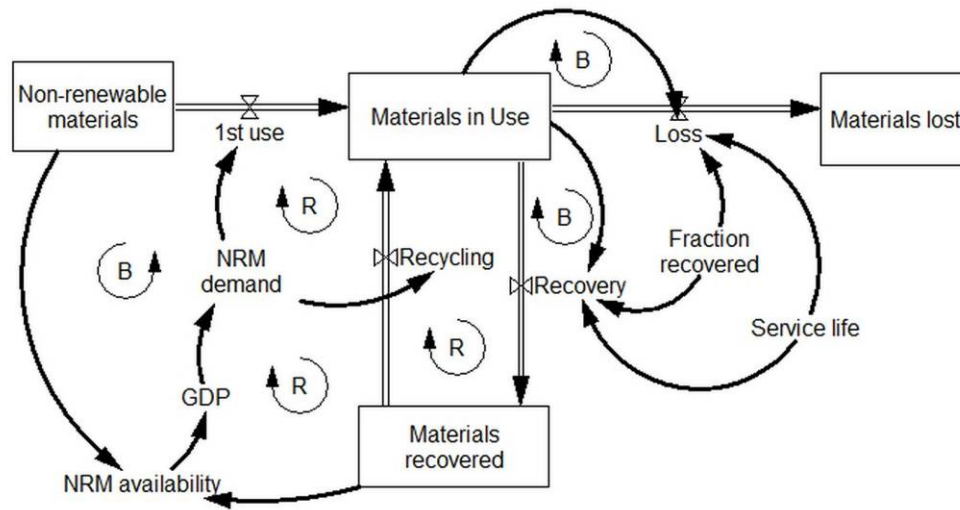 Non-renewable
materials
1st use
Materials in Use
B
Loss
Materials lost
R
B
B
NRM
demand
Recycling
Recovery
Fraction
recovered
Service life
R
R
GDP
Materials
recovered
NRM availability